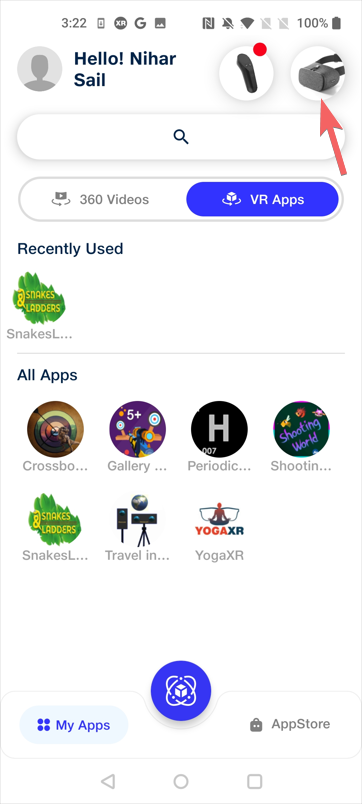 3:22
XR
G
100%
Hello! Nihar
Sail
360 Videos
VR Apps
Recently Used
SNAKES
LADDERS
SnakesL...
All Apps
5+
H
007
Shooting
World
Crossbo...
Gallery ...
Periodic...
Shootin...
SNAKES
LADDERS
YOGAXR
SnakesL...
Travel in...
YogaXR
My Apps
AppStore